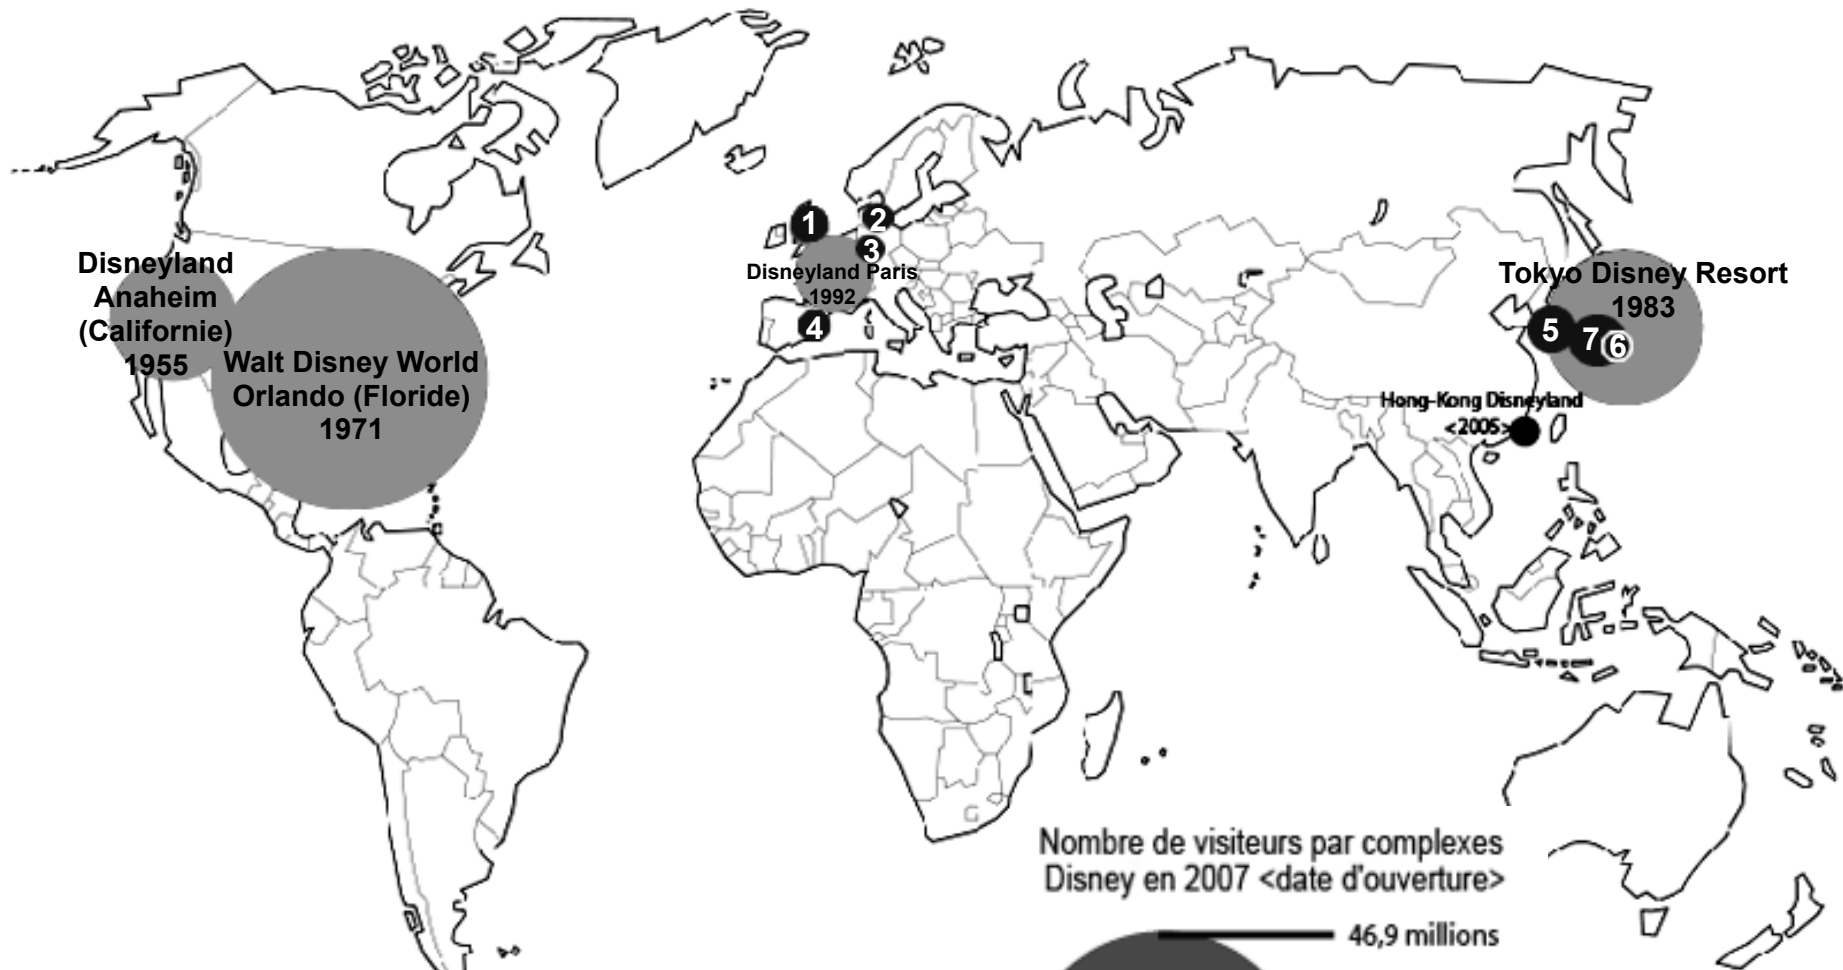 Disneyland
Anaheim
(Californie)
1955
Walt Disney World
Orlando (Floride)
1971
1
2
3
Disneyland Paris
1992
4
Tokyo Disney Resort
1983
5
7
6
Hong-Kong Disneyland
<2005>
Nombre de visiteurs par complexes
Disney en 2007 <date d'ouverture>
46,9 millions